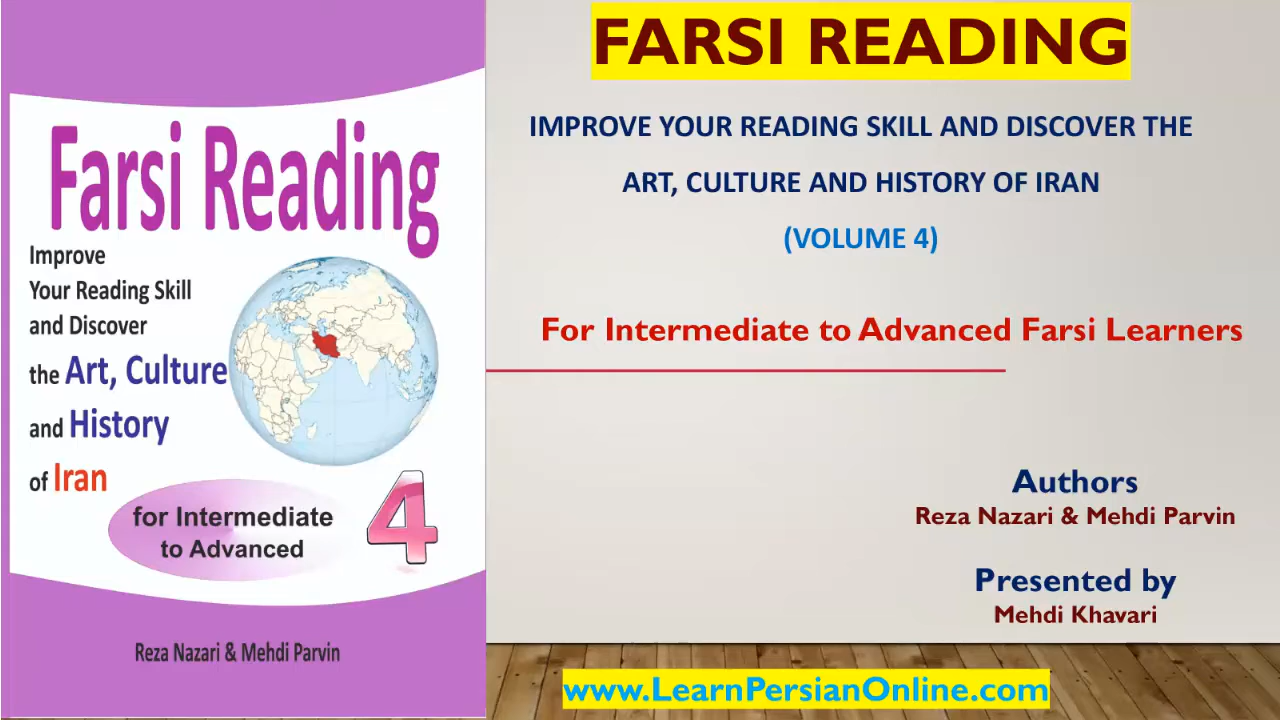 Farsi Reading
Improve
Your Reading Skill
and Discover
the Art, Culture
and History
of Iran
for Intermediate
to Advanced
4
Reza Nazari & Mehdi Parvin
FARSI READING
IMPROVE YOUR READING SKILL AND DISCOVER THE
ART, CULTURE AND HISTORY OF IRAN
(VOLUME 4)
For Intermediate to Advanced Farsi Learners
Authors
Reza Nazari & Mehdi Parvin
Presented by
Mehdi Khavari
www.LearnPersianOnline.com